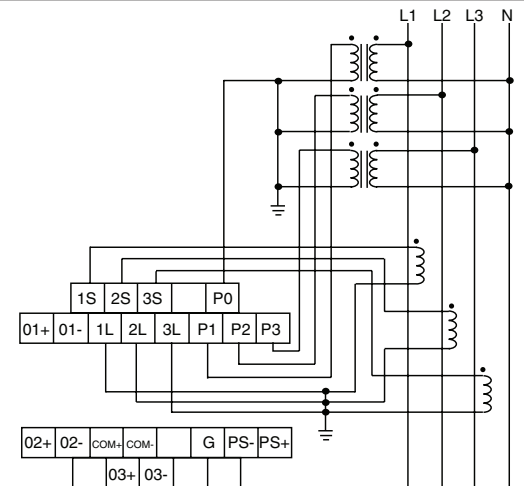 L1 L2 L3 N
1S 2S 3S P0
01+ 01- 1L 2L 3L P1 P2 P3
02+ 02- COM+ COM- G PS- PS+
03+ 03-